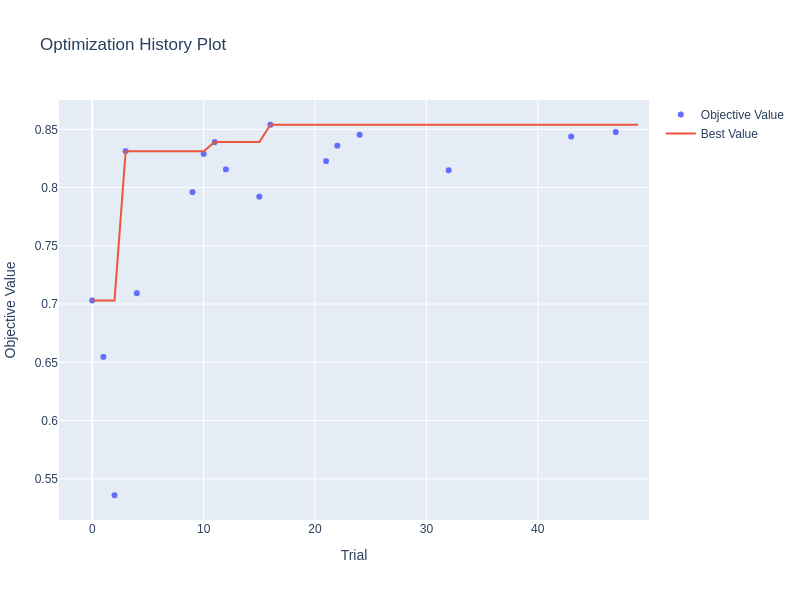 Optimization History Plot
Objective Value
Best Value
0.85
0.8
0.75
0.7
0.65
0.6
0.55
Objective Value
0
10
20
30
40
Trial